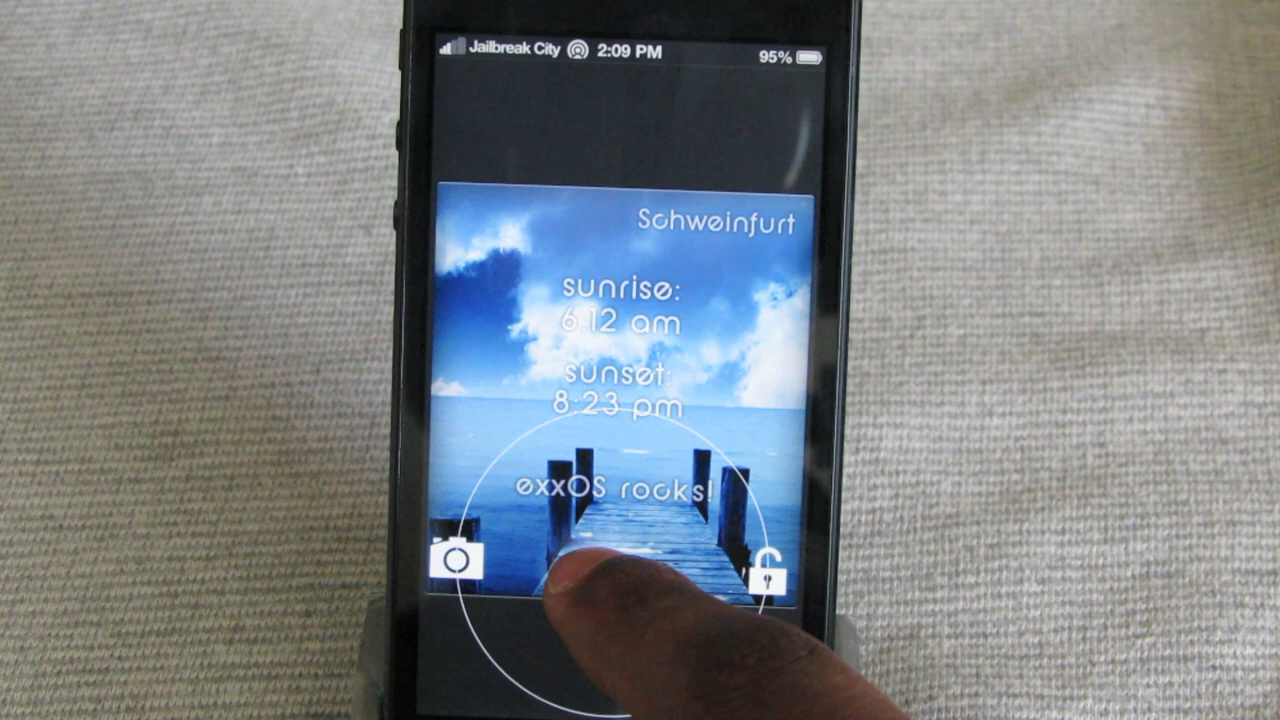 Jailbreak City 2:09 PM 95%
Schweinfurt
sunrise:
6:12 am
sunset:
8:23 pm
exxOS rocks!